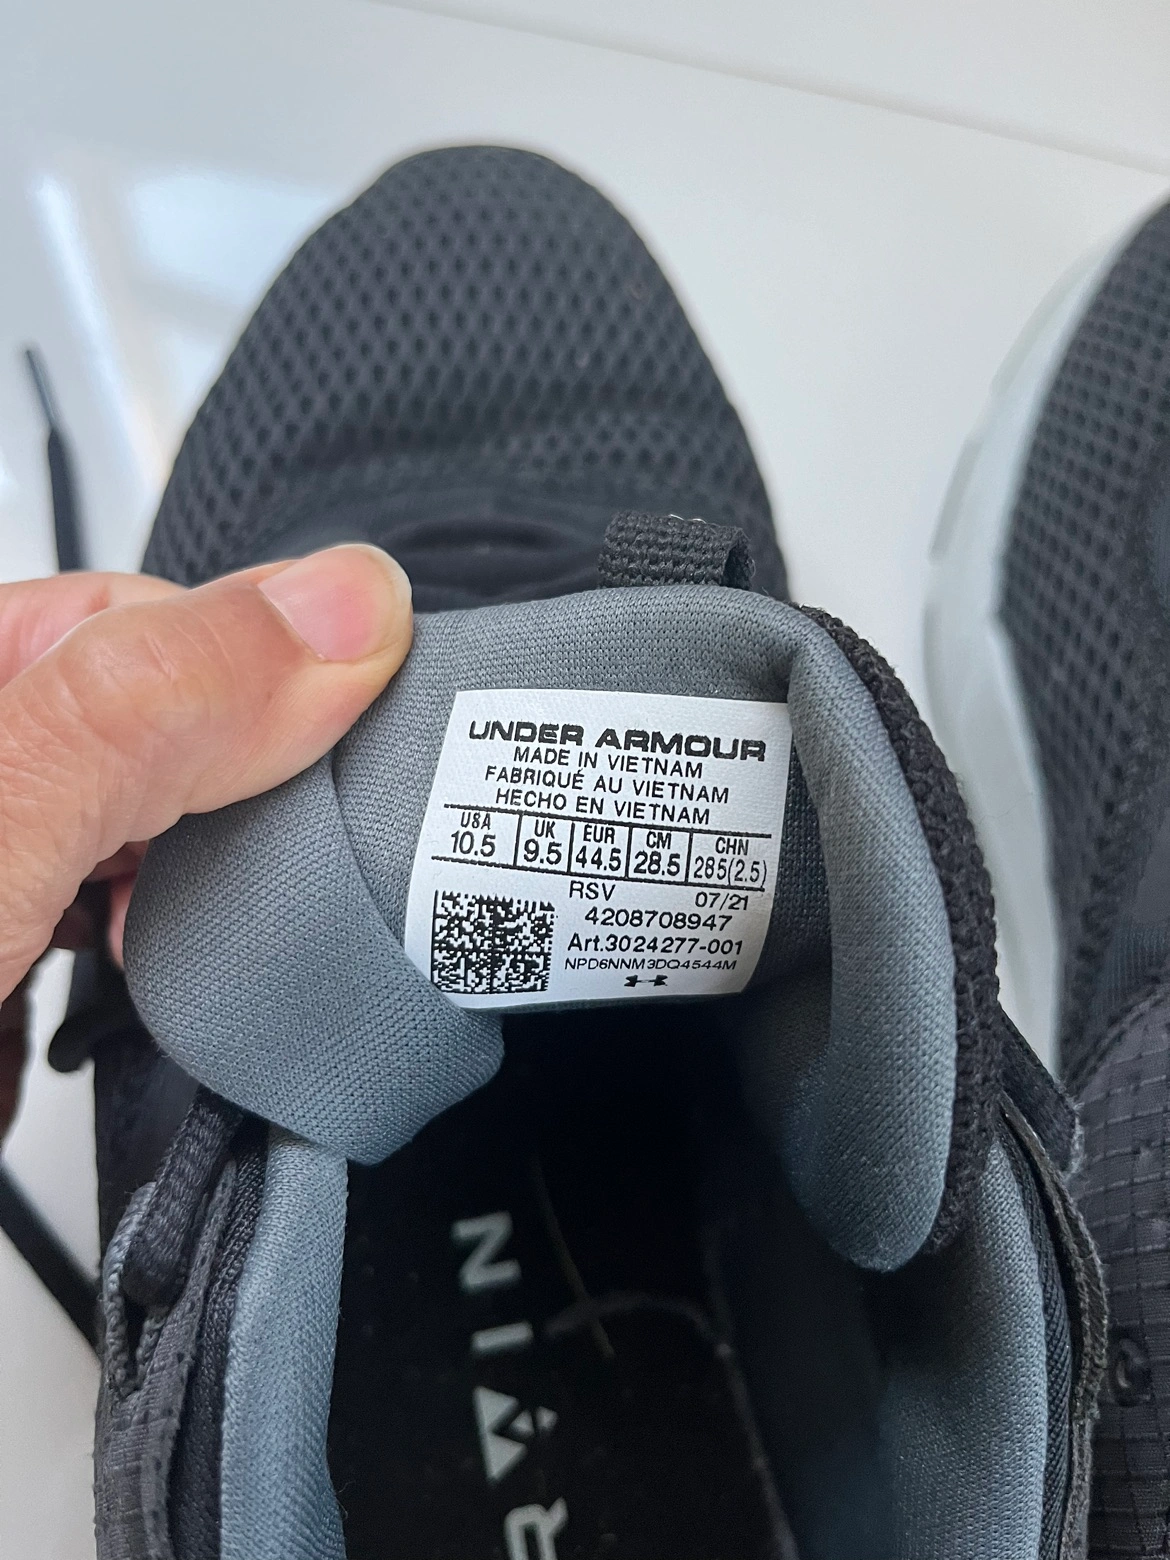 UNDER ARMOUR
MADE IN VIETNAM
FABRIQUÉ AU VIETNAM
HECHO EN VIETNAM
USA UK EUR CM CHN
10.5 9.5 44.5 28.5 285(2.5)
RSV 07/21
4208708947
Art.3024277-001
NPD6NNM3DQ4544M